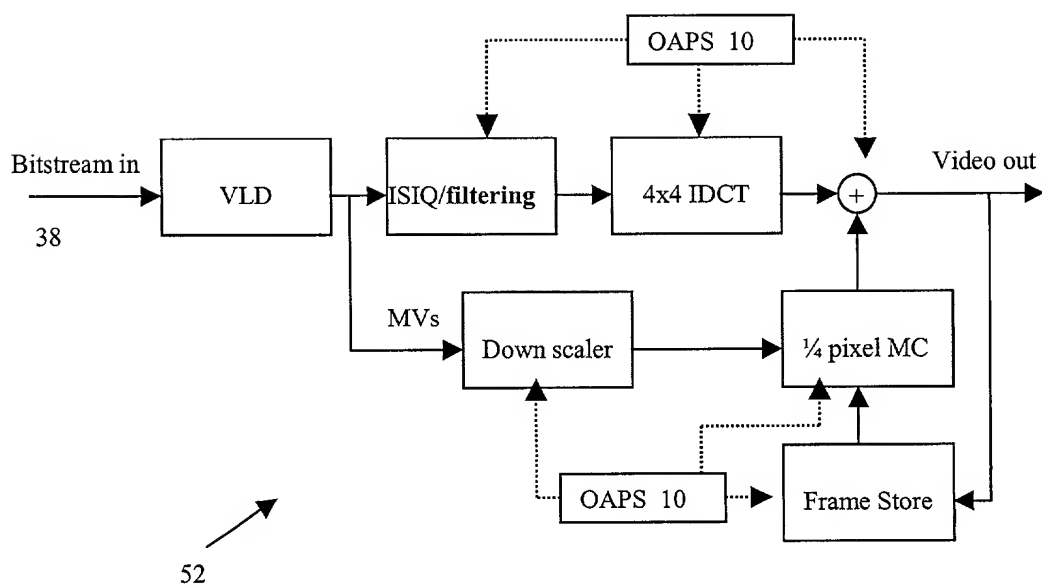 OAPS 10
Bitstream in
VLD
ISIQ/filtering
4x4 IDCT
+
Video out
38
MVs
Down scaler
¼ pixel MC
OAPS 10
Frame Store
52